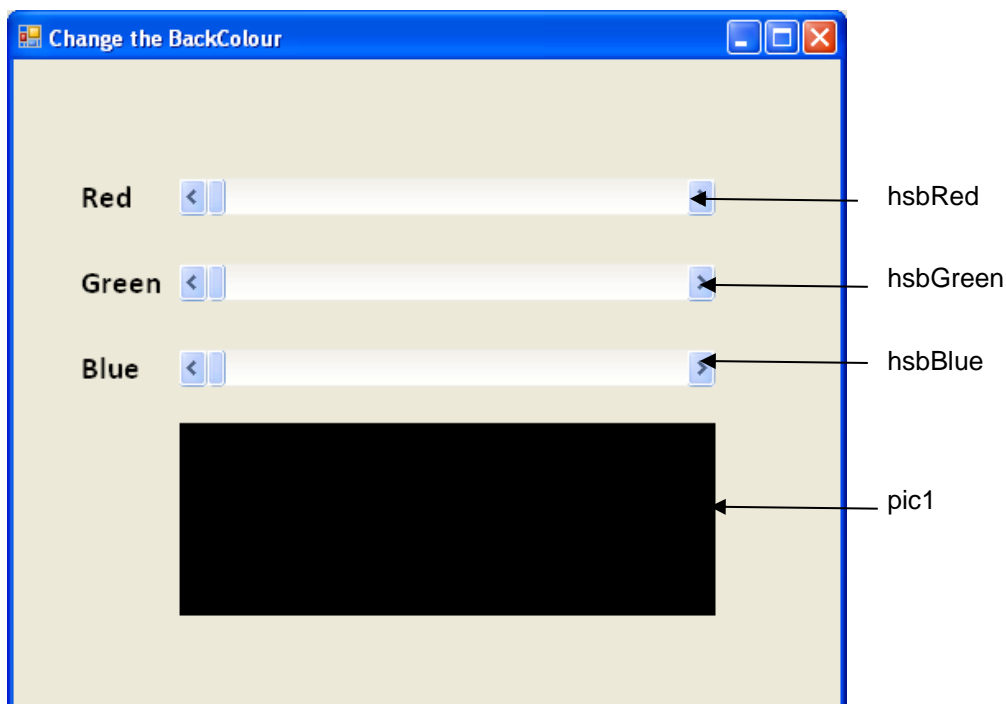 Change the BackColour
Red
hsbRed
Green
hsbGreen
Blue
hsbBlue
pic1